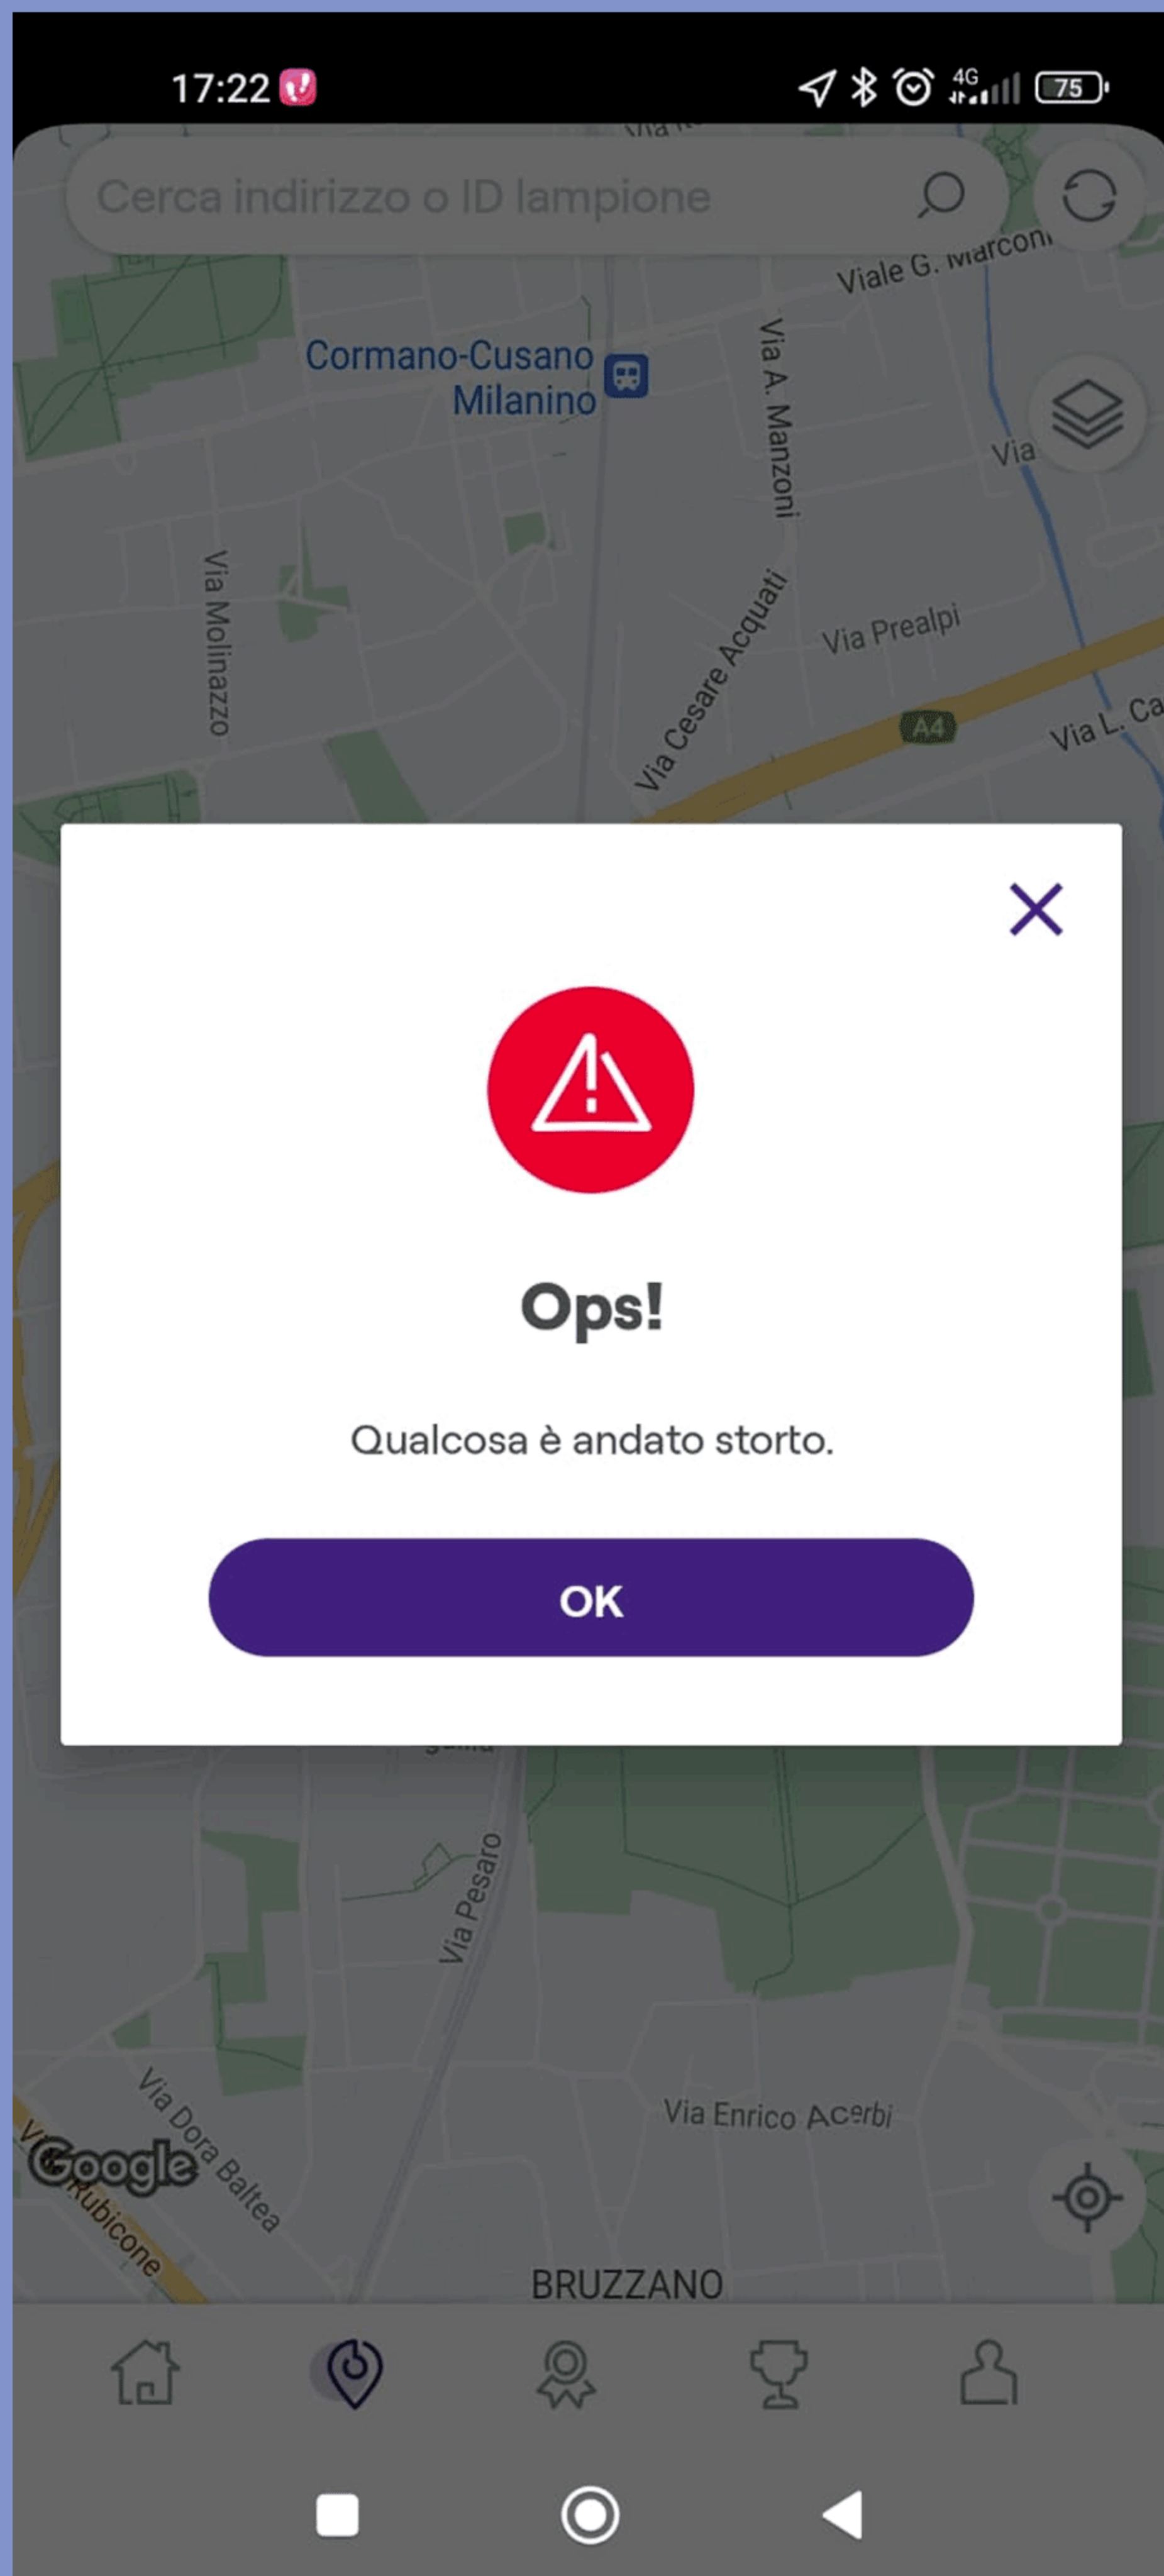 17:22
4G
75
Cerca indirizzo o ID lampione
Viale G. Marconi
Cormano-Cusano
Milanino
Via A. Manzoni
Via
Via Molinazzo
Via Cesare Acquati
Via Prealpi
A4
Via L. Ca
Ops!
Qualcosa è andato storto.
OK
Via Pesaro
Via Dora Baltea
Via Enrico Acerbi
Google
Rubicone
BRUZZANO